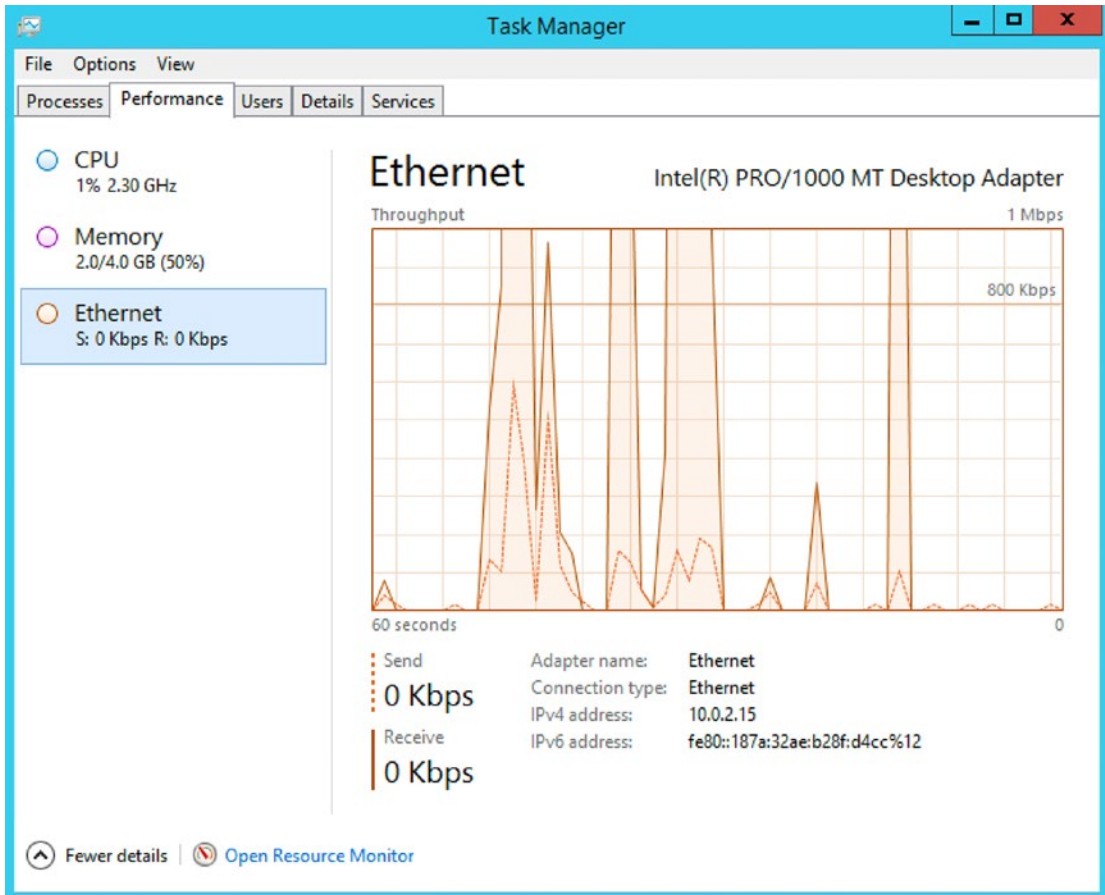 Task Manager
File Options View
Processes Performance Users Details Services
CPU
1% 2.30 GHz
Memory
2.0/4.0 GB (50%)
Ethernet
S: 0 Kbps R: 0 Kbps
Ethernet
Intel(R) PRO/1000 MT Desktop Adapter
Throughput
1 Mbps
800 Kbps
60 seconds
0
Send
0 Kbps
Receive
0 Kbps
Adapter name: Ethernet
Connection type: Ethernet
IPv4 address: 10.0.2.15
IPv6 address: fe80::187a:32ae:b28f:d4cc%12
Fewer details
Open Resource Monitor